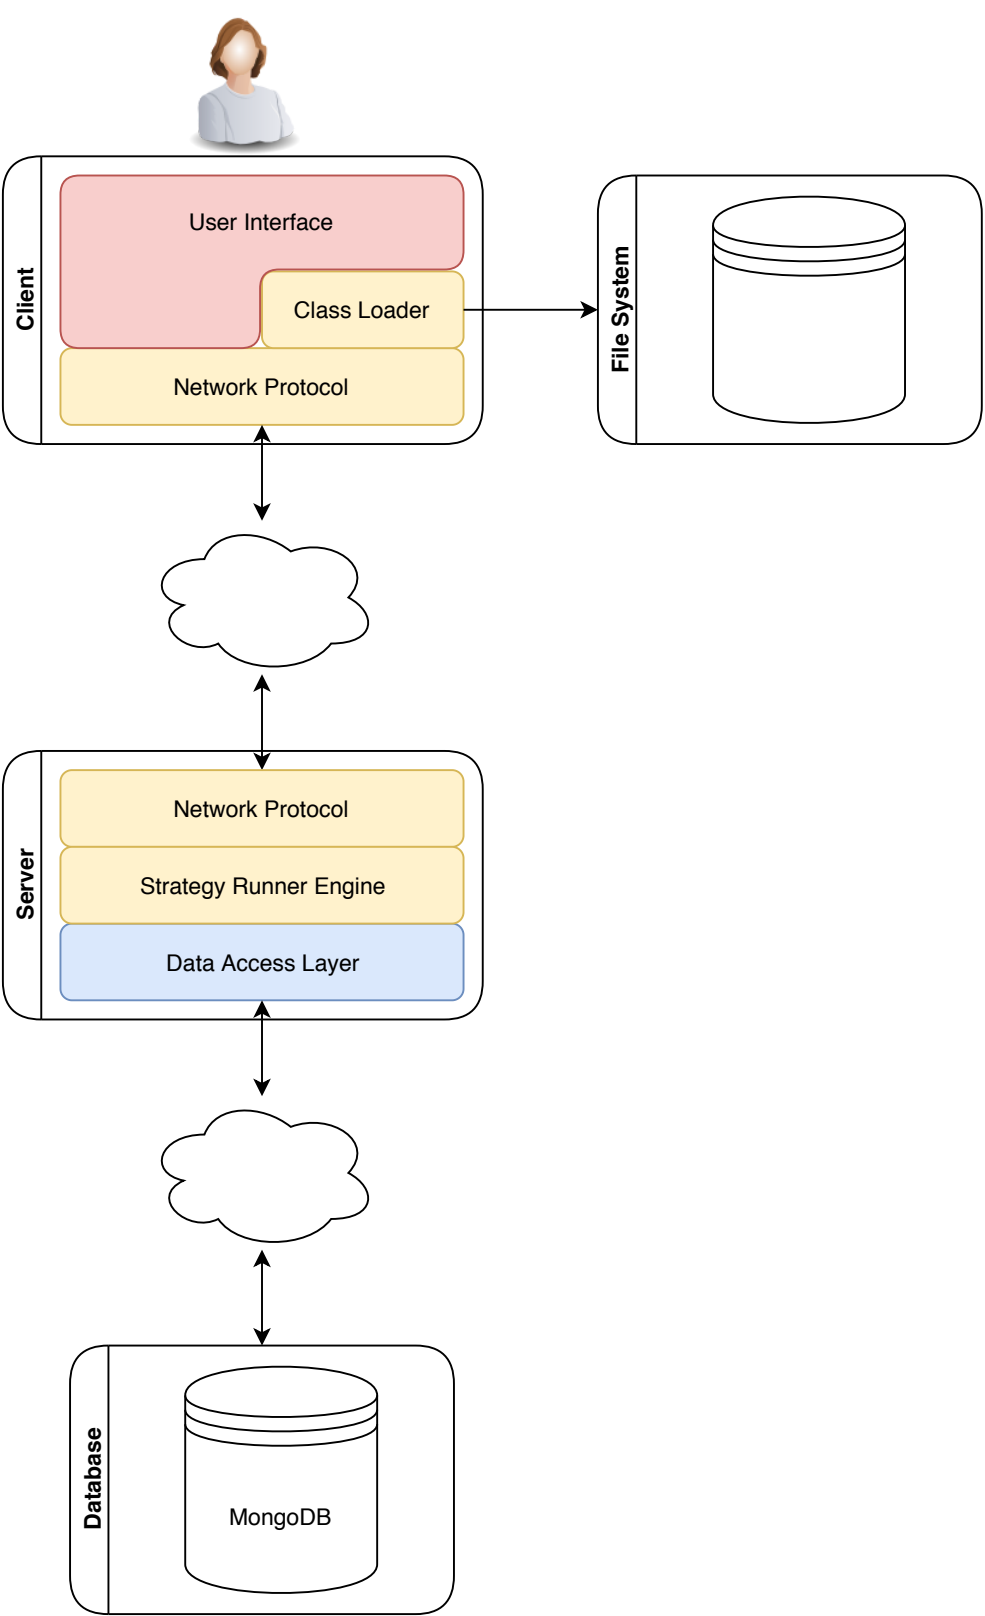 Client
User Interface
Class Loader
Network Protocol
File System
Server
Network Protocol
Strategy Runner Engine
Data Access Layer
Database
MongoDB